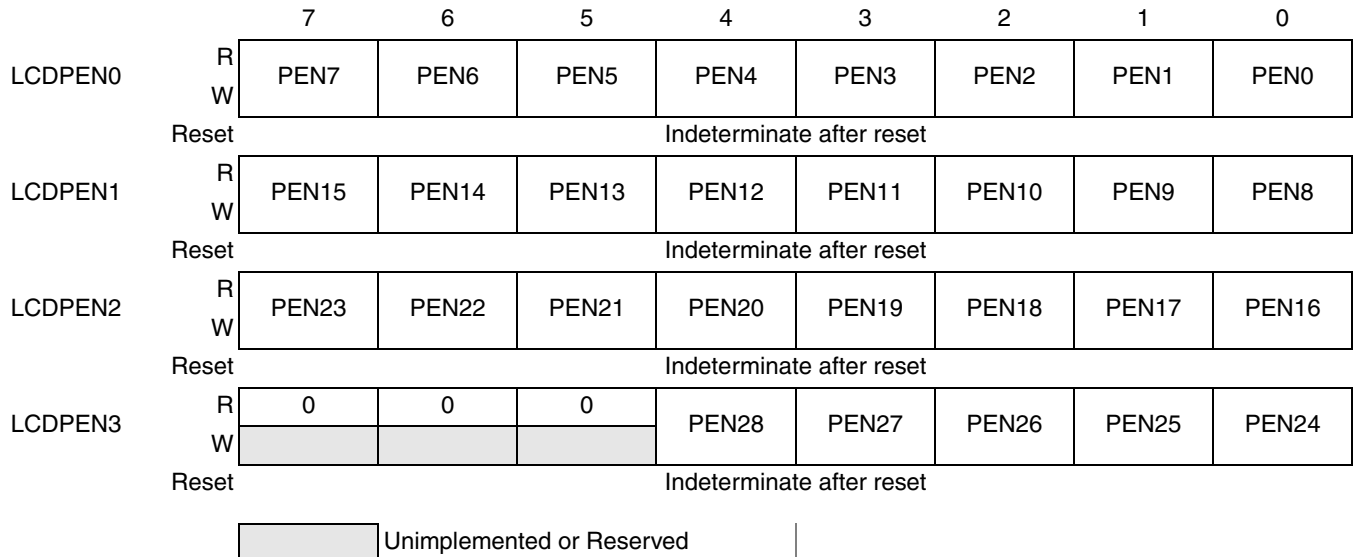 7 6 5 4 3 2 1 0
LCDPEN0 R W PEN7 PEN6 PEN5 PEN4 PEN3 PEN2 PEN1 PEN0
Reset Indeterminate after reset
LCDPEN1 R W PEN15 PEN14 PEN13 PEN12 PEN11 PEN10 PEN9 PEN8
Reset Indeterminate after reset
LCDPEN2 R W PEN23 PEN22 PEN21 PEN20 PEN19 PEN18 PEN17 PEN16
Reset Indeterminate after reset
LCDPEN3 R 0 0 0 PEN28 PEN27 PEN26 PEN25 PEN24
W
Reset Indeterminate after reset
Unimplemented or Reserved